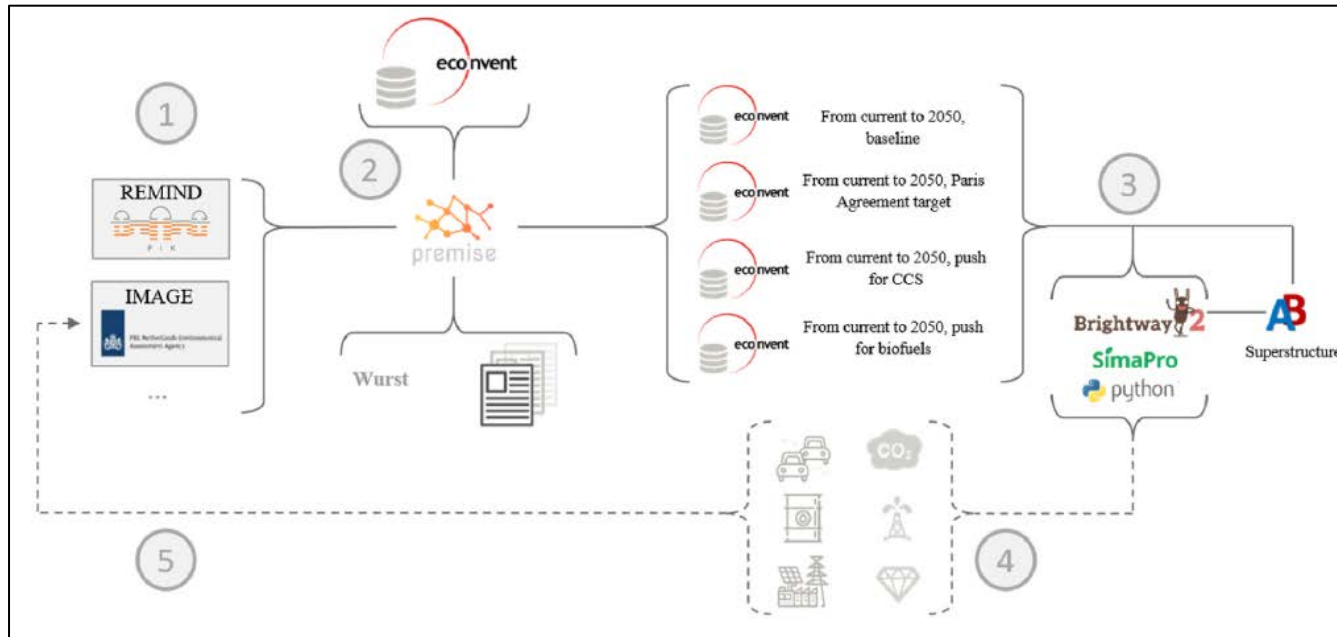 1
REMIND
PIK
IMAGE
PBL Netherlands Environmental
Assessment Agency
...
ecoinvent
2
premise
Wurst
ecoinvent
From current to 2050,
baseline
ecoinvent
From current to 2050, Paris
Agreement target
ecoinvent
From current to 2050, push
for CCS
ecoinvent
From current to 2050, push
for biofuels
3
Brightway2
SimaPro
python
AB
Superstructure
CO2
4
5